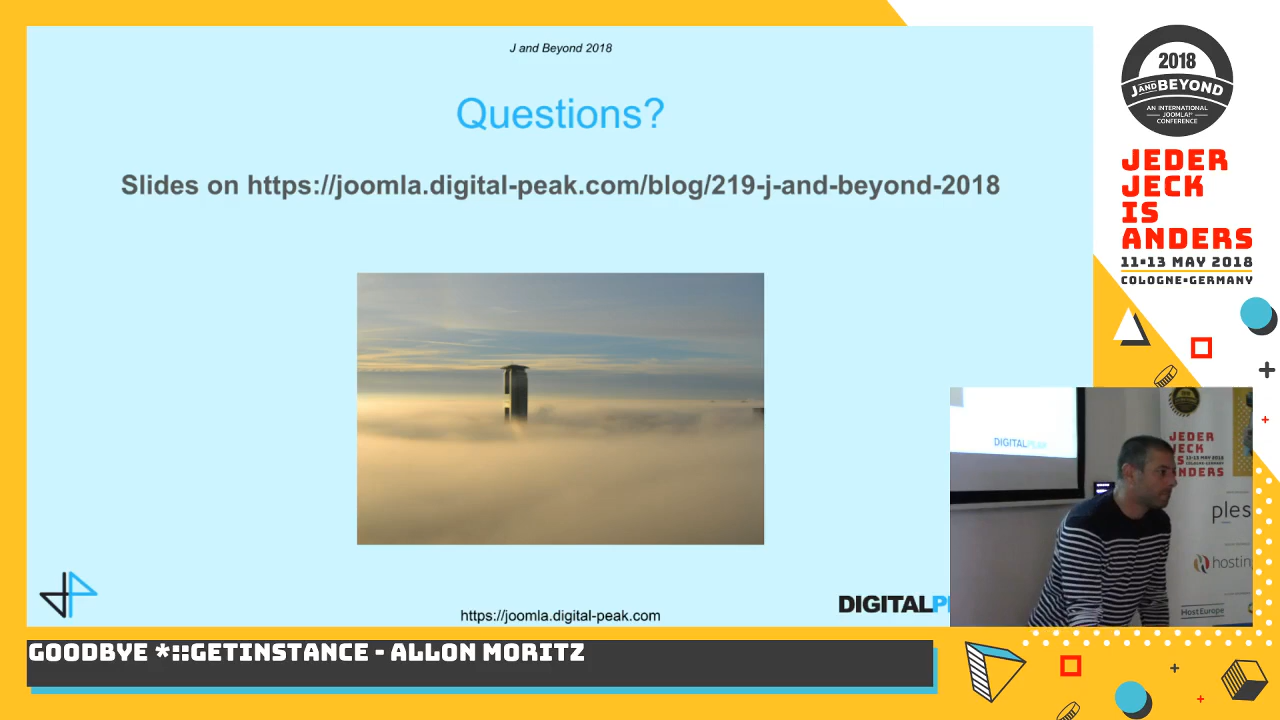 J and Beyond 2018
Questions?
Slides on https://joomla.digital-peak.com/blog/219-j-and-beyond-2018
https://joomla.digital-peak.com
DIGITALP
GOODBYE *::GETINSTANCE - ALLON MORITZ
2018
J AND BEYOND
AN INTERNATIONAL
JOOMLA!
CONFERENCE
JEDER
JECK
IS
ANDERS
11-13 MAY 2018
COLOGNE•GERMANY
DIGITALPEAK
JEDER
JECK
IS
ANDERS
ples
hostin
HostEurope